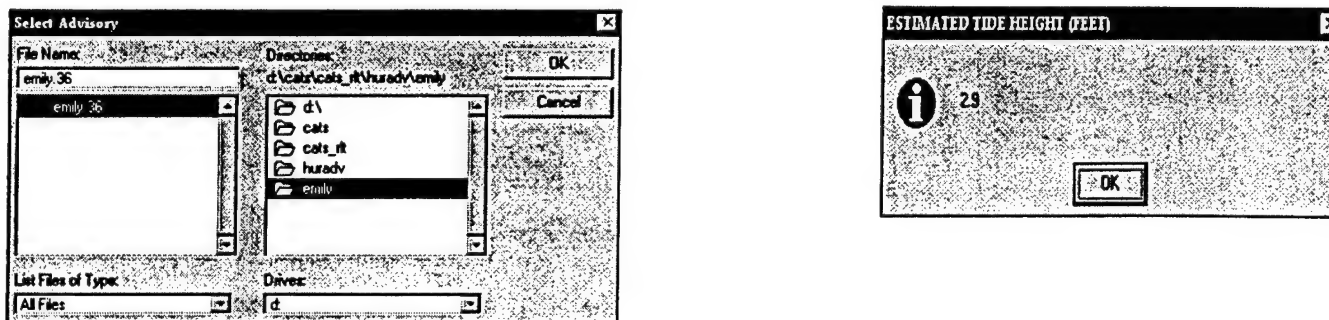 Select Advisory
File Name:
emily.36
emily.36
List Files of Type:
All Files
Directories:
d:\cats\cats_rlt\huradv\emily
d:\
cats
cats_rlt
huradv
emily
Drives:
d:
OK
Cancel
ESTIMATED TIDE HEIGHT (FEET)
2.9
OK